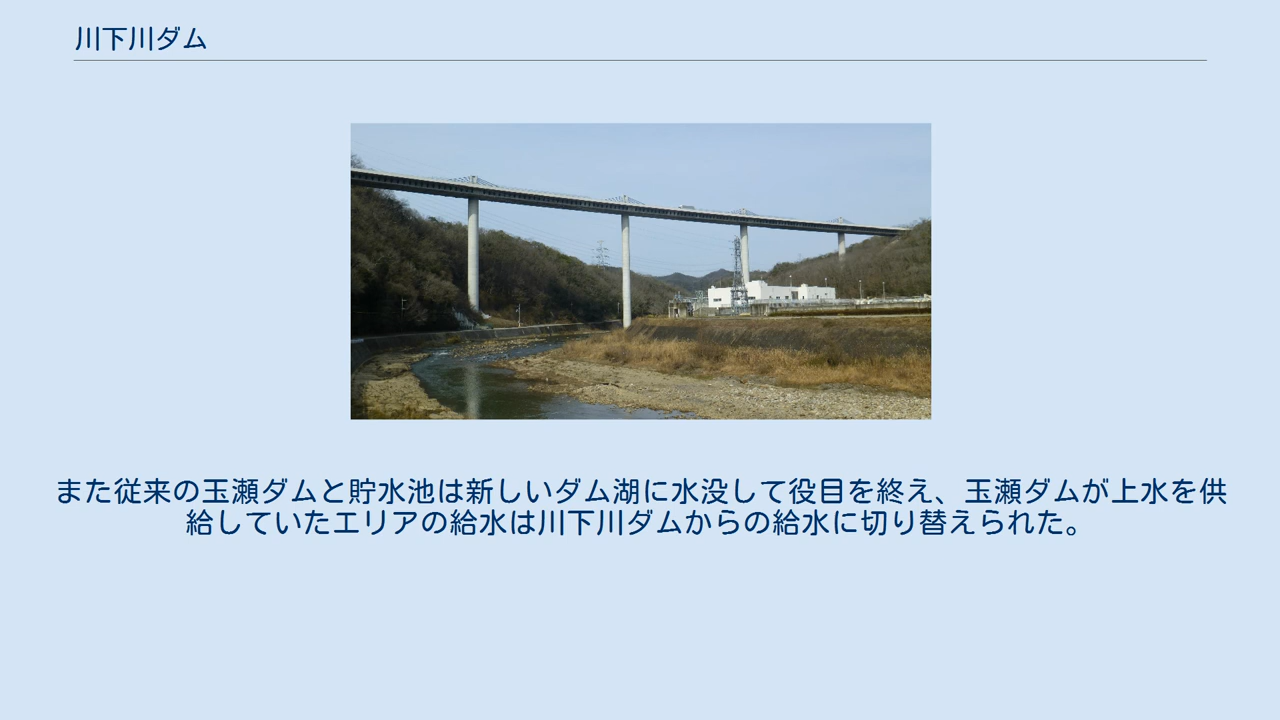 川下川ダム
また従来の玉瀬ダムと貯水池は新しいダム湖に水没して役目を終え、玉瀬ダムが上水を供
給していたエリアの給水は川下川ダムからの給水に切り替えられた。